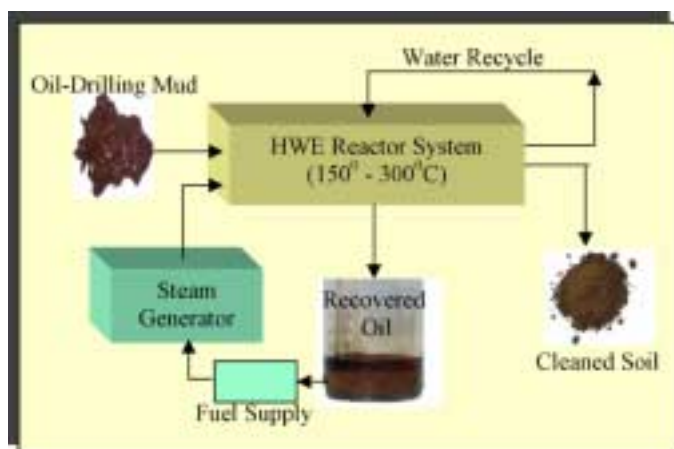 Water Recycle
Oil-Drilling Mud
HWE Reactor System
(150⁰ - 300⁰C)
Steam
Generator
Recovered
Oil
Cleaned Soil
Fuel Supply